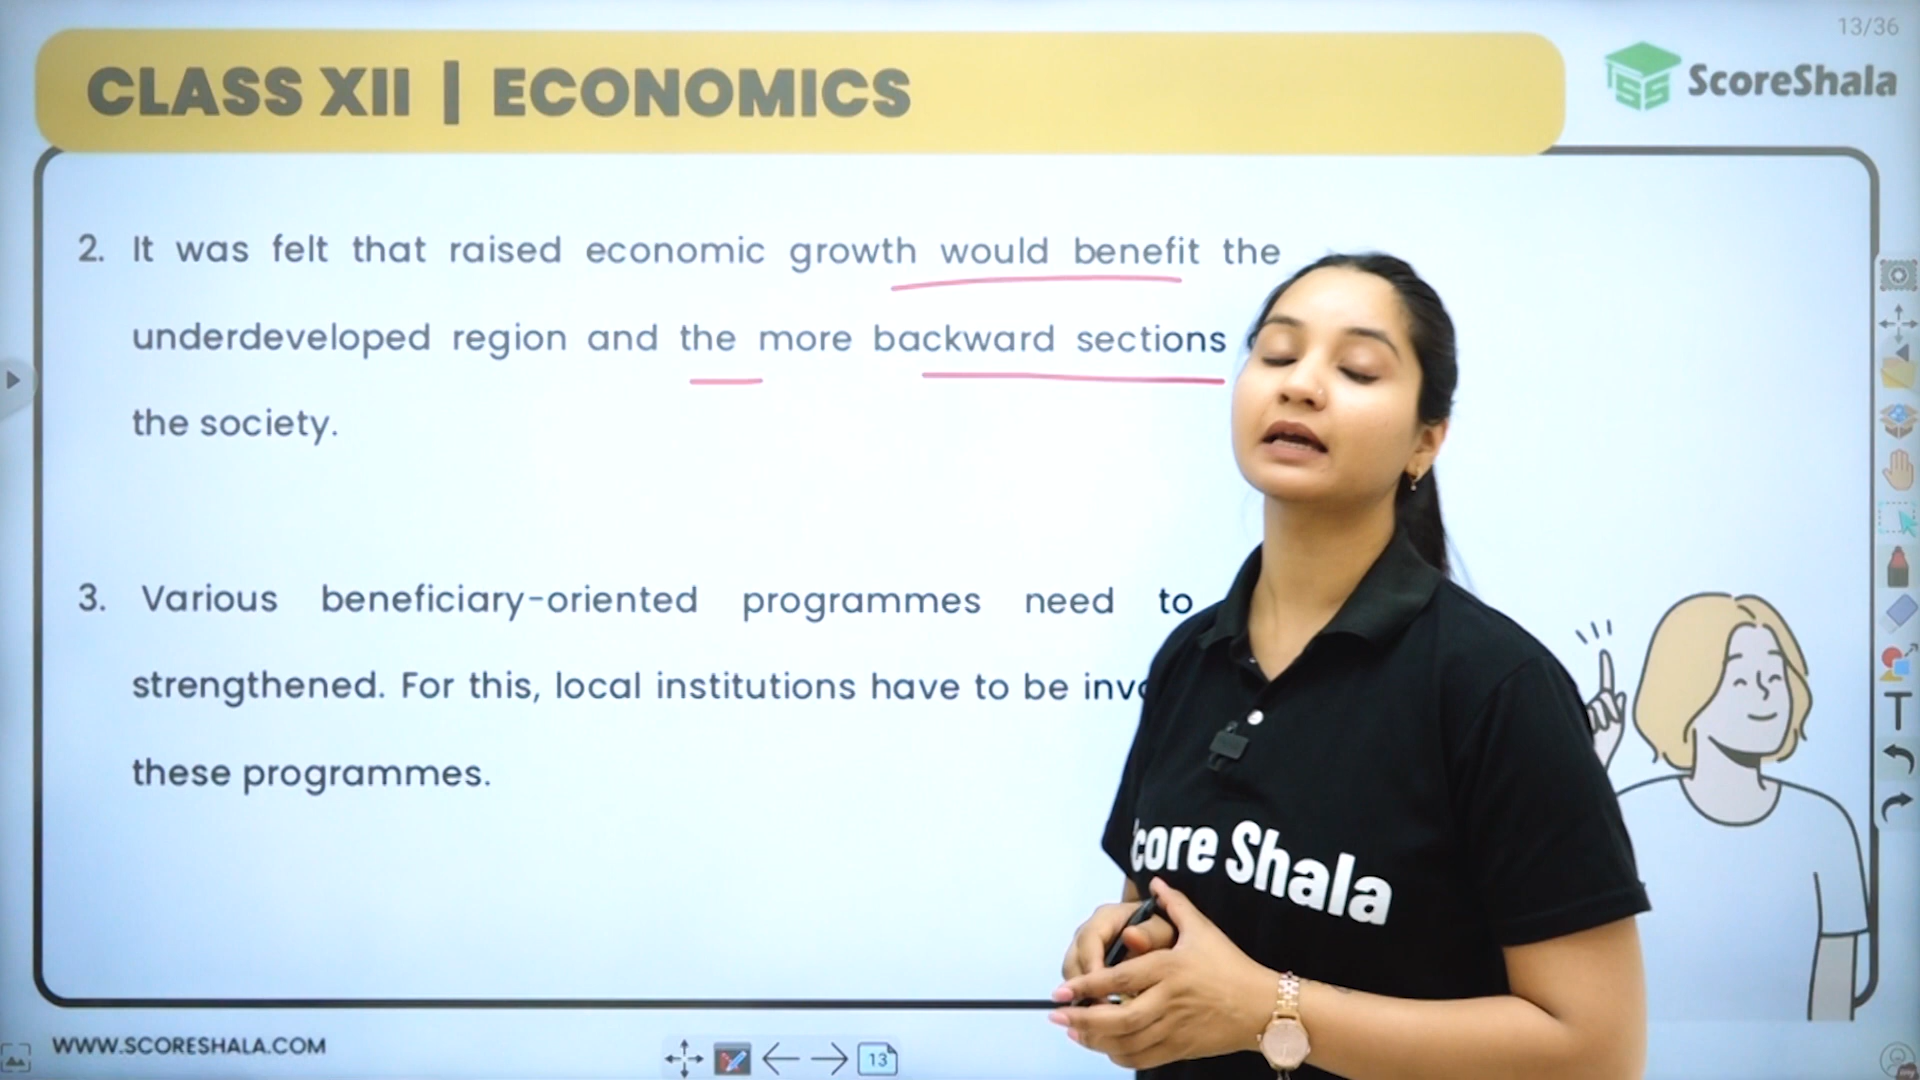 13/36
CLASS XII | ECONOMICS
ScoreShala
2. It was felt that raised economic growth would benefit the
underdeveloped region and the more backward sections
the society.
3. Various beneficiary-oriented programmes need to
strengthened. For this, local institutions have to be
these programmes.
core Shala
WWW.SCORESHALA.COM
13